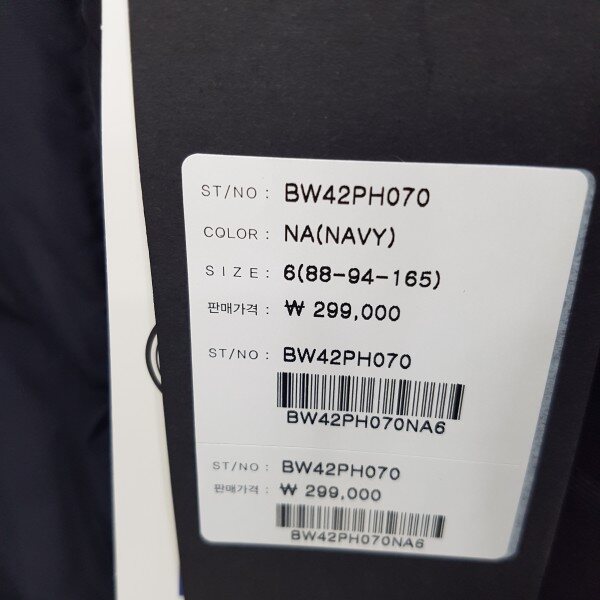 ST/NO : BW42PH070
COLOR : NA(NAVY)
SIZE : 6(88-94-165)
판매가격 : ₩ 299,000
ST/NO : BW42PH070
BW42PH070NA6
ST/NO : BW42PH070
판매가격 : ₩ 299,000
BW42PH070NA6